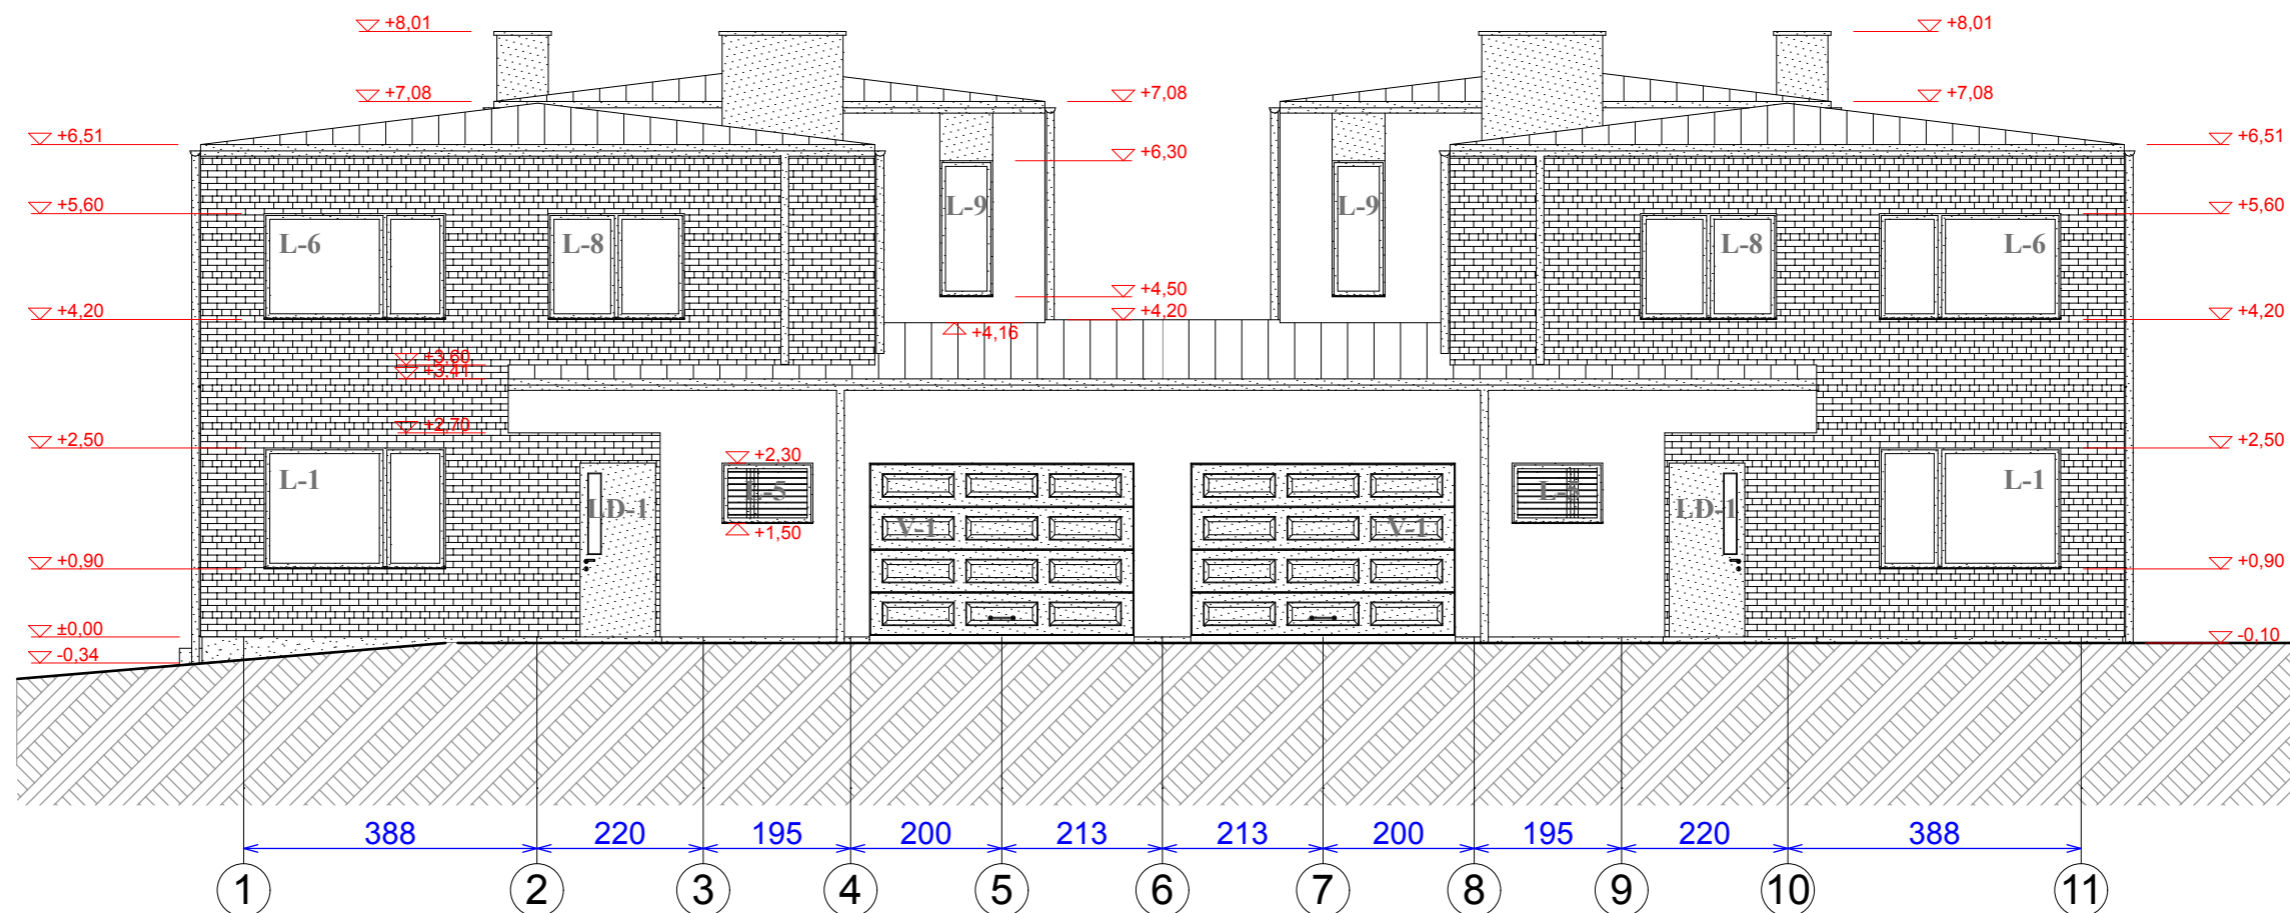 +8,01 +8,01
+7,08 +7,08 +7,08
+6,51 +6,51
+6,30
+5,60 L-6 L-8 L-9 L-9 L-8 L-6 +5,60
+4,50
+4,20 +4,20 +4,20
+4,16
+3,60
+3,41
+2,70
+2,50 +2,50
+2,30
L-1 L-5 L-5 L-1
LĐ-1 V-1 V-1 LĐ-1
+1,50
+0,90 +0,90
±0,00 -0,10
-0,34
388 220 195 200 213 213 200 195 220 388
1 2 3 4 5 6 7 8 9 10 11